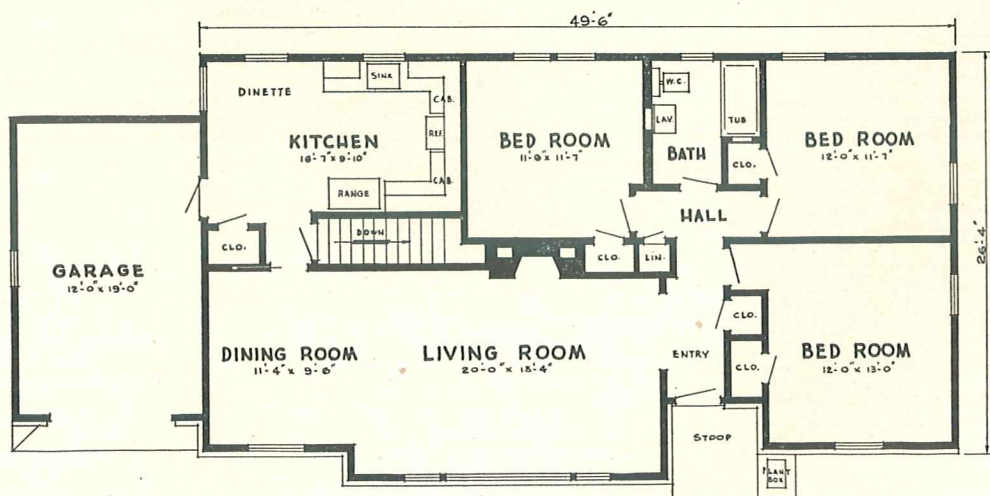 49'-6"
DINETTE
SINK
CAB.
REF.
CAB.
KITCHEN
16'-7" x 9'-10"
RANGE
BED ROOM
11'-9" x 11'-7"
W.C.
LAV.
TUB
BATH
CLO.
BED ROOM
12'-0" x 11'-7"
HALL
26'-4"
DOWN
CLO.
CLO.
LIN.
GARAGE
12'-0" x 19'-0"
DINING ROOM
11'-4" x 9'-6"
LIVING ROOM
20'-0" x 13'-4"
ENTRY
CLO.
CLO.
BED ROOM
12'-0" x 13'-0"
STOOP
PLANT
BOX